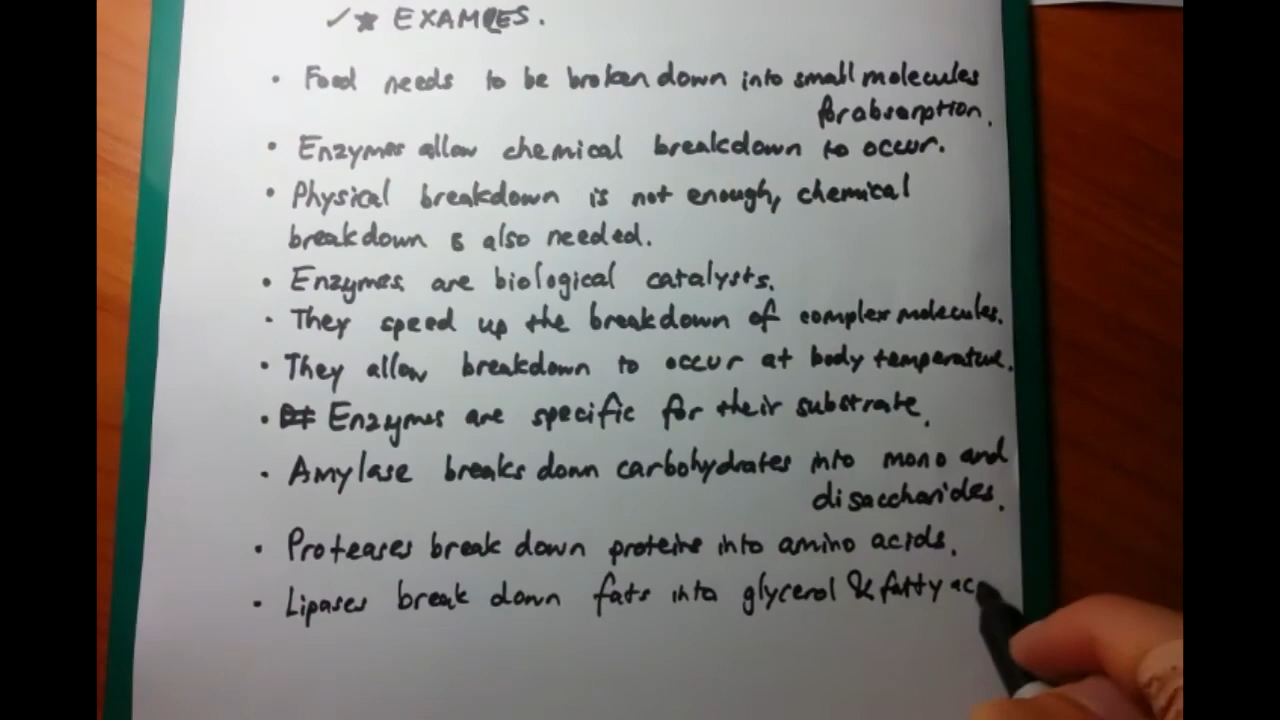 ✓ * EXAMPLES.
• Food needs to be broken down into small molecules
for absorption.
• Enzymes allow chemical breakdown to occur.
• Physical breakdown is not enough, chemical
breakdown is also needed.
• Enzymes are biological catalysts.
• They speed up the breakdown of complex molecules.
• They allow breakdown to occur at body temperature.
• Enzymes are specific for their substrate.
• Amylase breaks down carbohydrates into mono and
disaccharides.
• Proteases break down proteins into amino acids.
• Lipases break down fats into glycerol & fatty ac